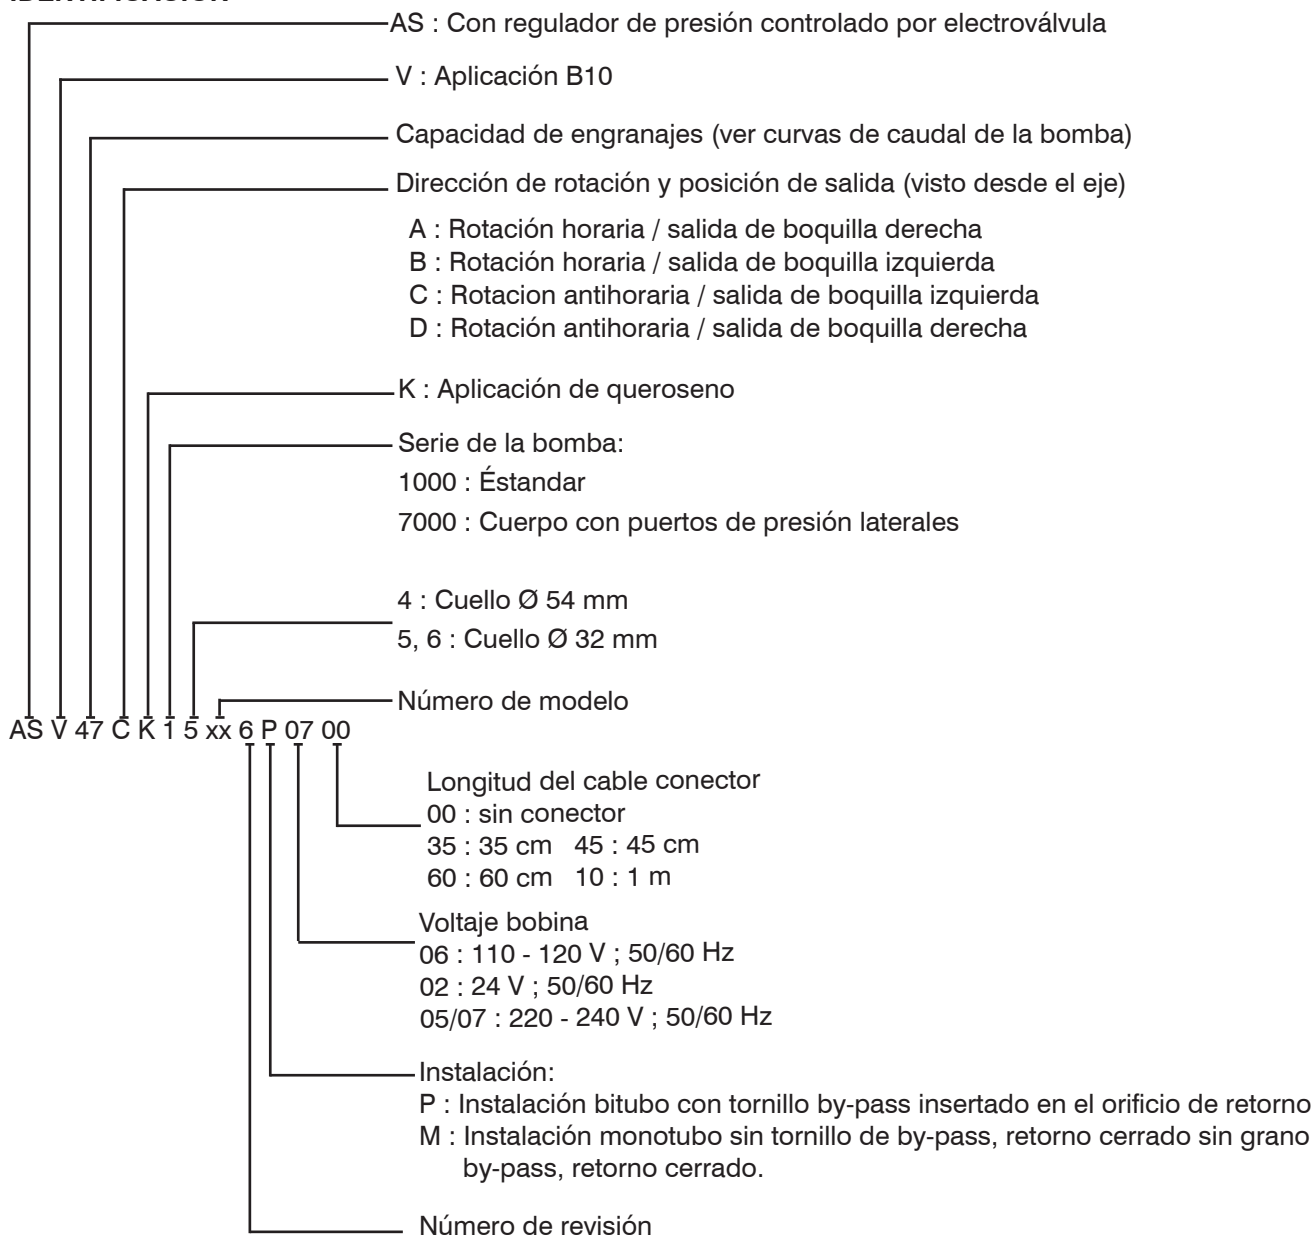 AS : Con regulador de presión controlado por electroválvula
V : Aplicación B10
Capacidad de engranajes (ver curvas de caudal de la bomba)
Dirección de rotación y posición de salida (visto desde el eje)
A : Rotación horaria / salida de boquilla derecha
B : Rotación horaria / salida de boquilla izquierda
C : Rotacion antihoraria / salida de boquilla izquierda
D : Rotación antihoraria / salida de boquilla derecha
K : Aplicación de queroseno
Serie de la bomba:
1000 : Éstandar
7000 : Cuerpo con puertos de presión laterales
4 : Cuello Ø 54 mm
5, 6 : Cuello Ø 32 mm
Número de modelo
AS V 47 C K 1 5 xx 6 P 07 00
Longitud del cable conector
00 : sin conector
35 : 35 cm 45 : 45 cm
60 : 60 cm 10 : 1 m
Voltaje bobina
06 : 110 - 120 V ; 50/60 Hz
02 : 24 V ; 50/60 Hz
05/07 : 220 - 240 V ; 50/60 Hz
Instalación:
P : Instalación bitubo con tornillo by-pass insertado en el orificio de retorno
M : Instalación monotubo sin tornillo de by-pass, retorno cerrado sin grano
by-pass, retorno cerrado.
Número de revisión